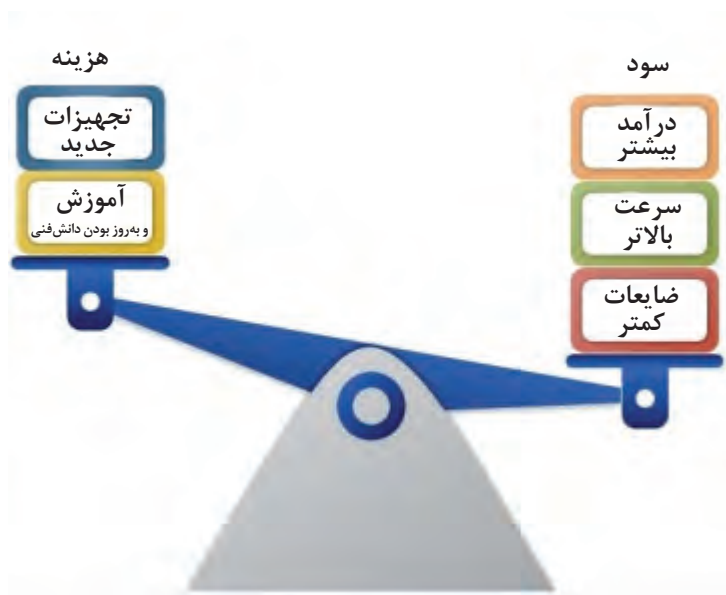 سود
درآمد
بیشتر
سرعت
بالاتر
ضایعات
کمتر
هزینه
تجهیزات
جدید
آموزش
و به‌روز بودن دانش‌فنی